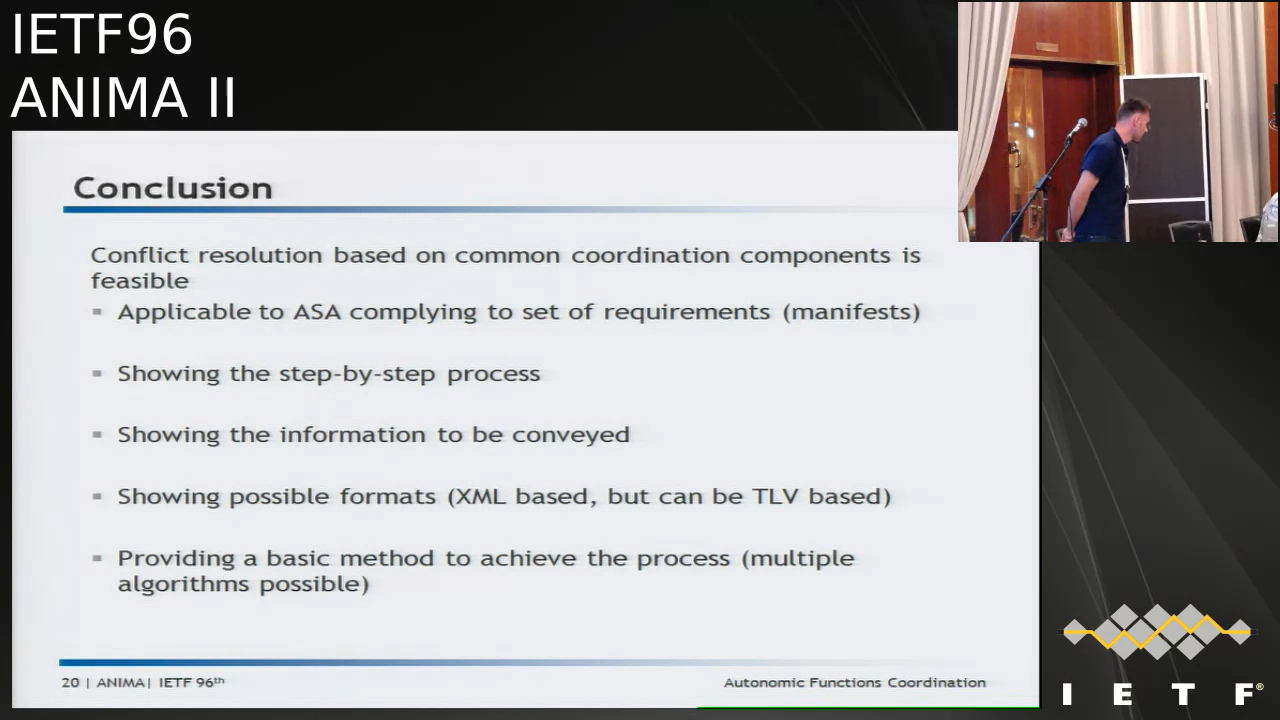 IETF96
ANIMA II
Conclusion
Conflict resolution based on common coordination components is
feasible
Applicable to ASA complying to set of requirements (manifests)
Showing the step-by-step process
Showing the information to be conveyed
Showing possible formats (XML based, but can be TLV based)
Providing a basic method to achieve the process (multiple
algorithms possible)
20 | ANIMA| IETF 96th
Autonomic Functions Coordination
I E T F®